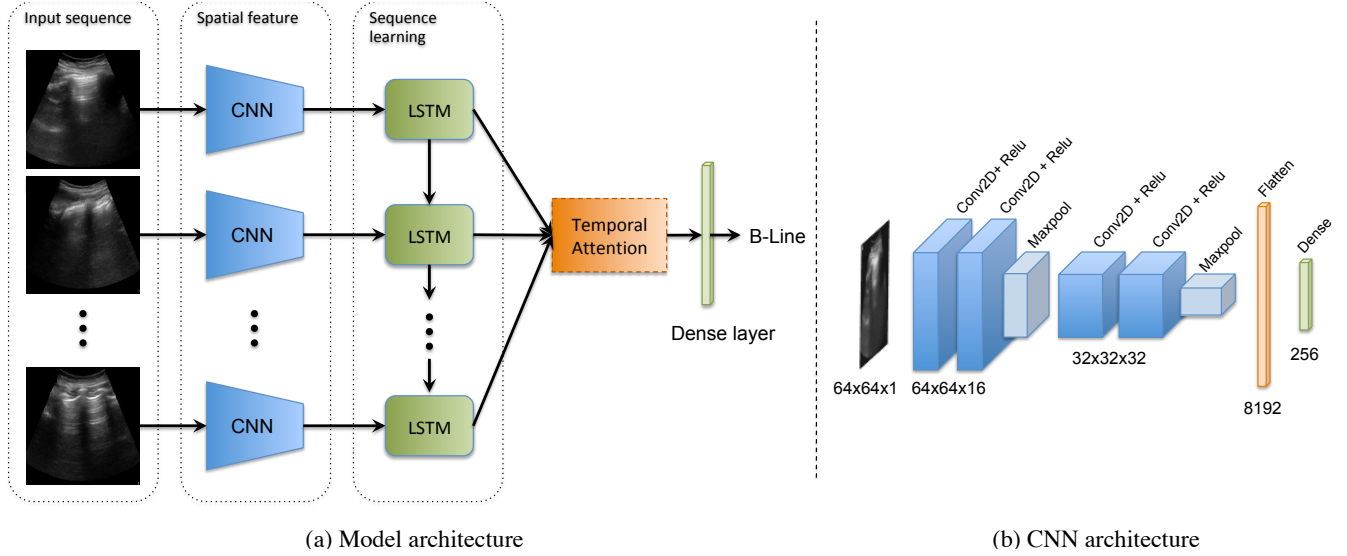 Input sequence
Spatial feature
Sequence
learning
CNN
LSTM
CNN
LSTM
Temporal
Attention
B-Line
Dense layer
CNN
LSTM
(a) Model architecture
Conv2D+ Relu
Conv2D + Relu
Maxpool
Conv2D + Relu
Conv2D + Relu
Maxpool
Flatten
Dense
64x64x1
64x64x16
32x32x32
8192
256
(b) CNN architecture